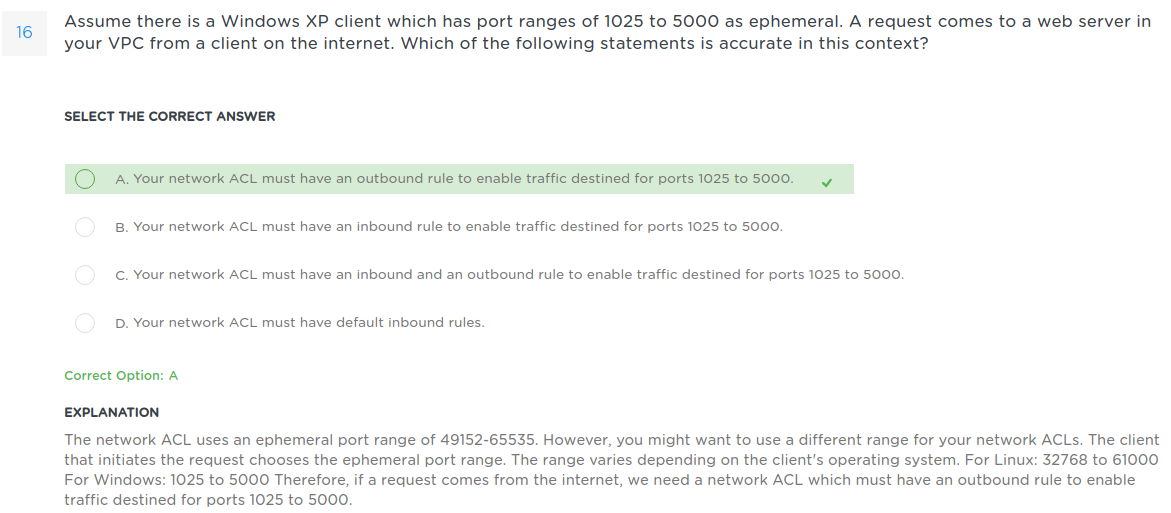 16
Assume there is a Windows XP client which has port ranges of 1025 to 5000 as ephemeral. A request comes to a web server in
your VPC from a client on the internet. Which of the following statements is accurate in this context?
SELECT THE CORRECT ANSWER
A. Your network ACL must have an outbound rule to enable traffic destined for ports 1025 to 5000.
B. Your network ACL must have an inbound rule to enable traffic destined for ports 1025 to 5000.
C. Your network ACL must have an inbound and an outbound rule to enable traffic destined for ports 1025 to 5000.
D. Your network ACL must have default inbound rules.
Correct Option: A
EXPLANATION
The network ACL uses an ephemeral port range of 49152-65535. However, you might want to use a different range for your network ACLs. The client
that initiates the request chooses the ephemeral port range. The range varies depending on the client's operating system. For Linux: 32768 to 61000
For Windows: 1025 to 5000 Therefore, if a request comes from the internet, we need a network ACL which must have an outbound rule to enable
traffic destined for ports 1025 to 5000.